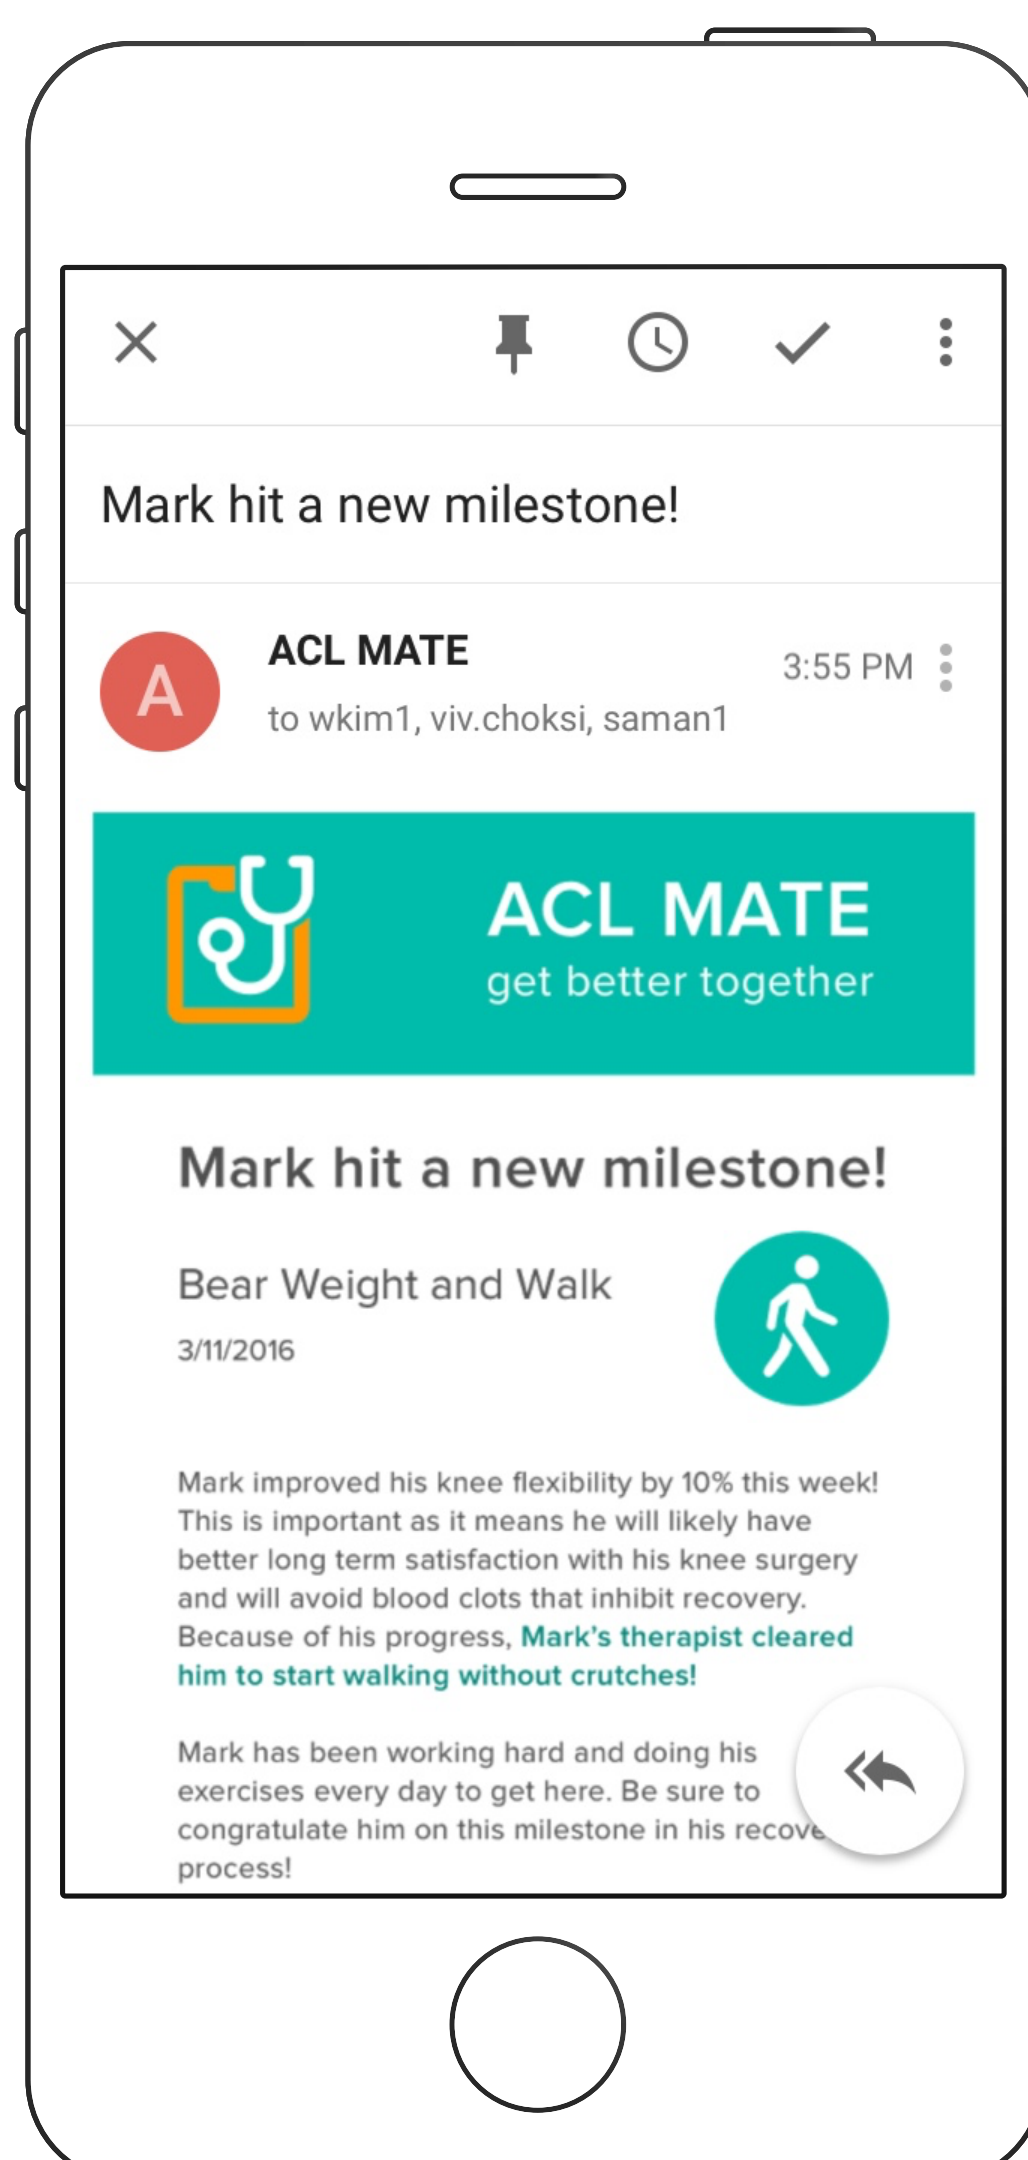 Mark hit a new milestone!
A
ACL MATE
3:55 PM
to wkim1, viv.choksi, saman1
ACL MATE
get better together
Mark hit a new milestone!
Bear Weight and Walk
3/11/2016
Mark improved his knee flexibility by 10% this week!
This is important as it means he will likely have
better long term satisfaction with his knee surgery
and will avoid blood clots that inhibit recovery.
Because of his progress, Mark's therapist cleared
him to start walking without crutches!
Mark has been working hard and doing his
exercises every day to get here. Be sure to
congratulate him on this milestone in his recove
process!